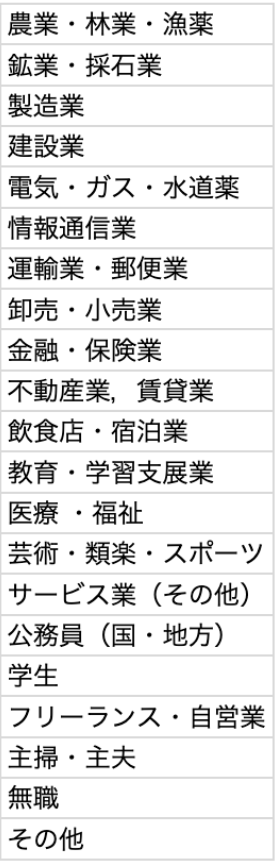 農業・林業・漁薬
鉱業・採石業
製造業
建設業
電気・ガス・水道薬
情報通信業
運輸業・郵便業
卸売・小売業
金融・保険業
不動産業，賃貸業
飲食店・宿泊業
教育・学習支展業
医療 ・福祉
芸術・類楽・スポーツ
サービス業（その他）
公務員（国・地方）
学生
フリーランス・自営業
主掃・主夫
無職
その他